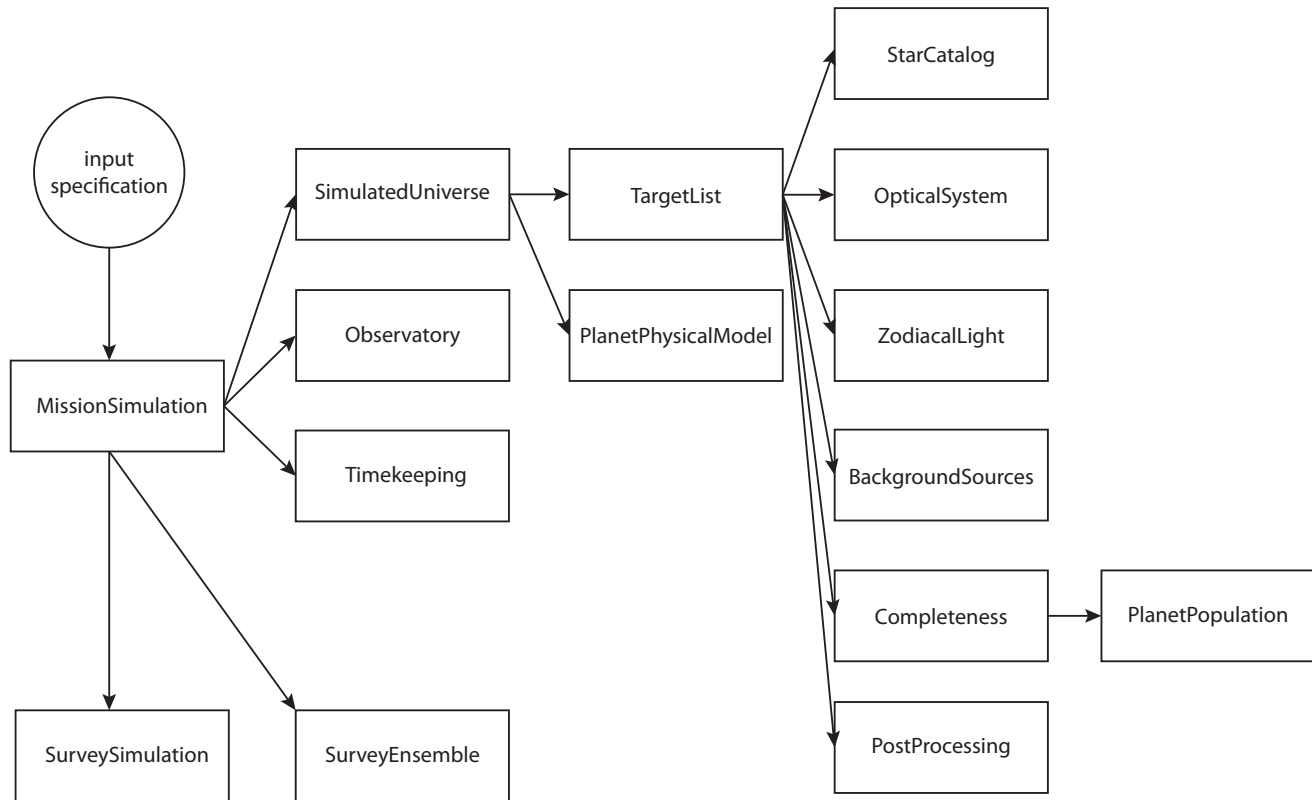 input
specification
MissionSimulation
SimulatedUniverse
Observatory
Timekeeping
SurveySimulation
SurveyEnsemble
TargetList
PlanetPhysicalModel
StarCatalog
OpticalSystem
ZodiacalLight
BackgroundSources
Completeness
PostProcessing
PlanetPopulation